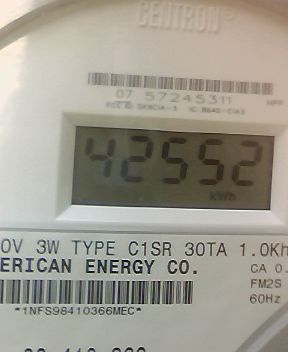 CENTRON®
07 57245311
HPP
42552
kWh
0V 3W TYPE C1SR 30TA 1.0Kh
ERICAN ENERGY CO.
CA 0.
FM2S
60Hz
*1NFS98410366MEC*